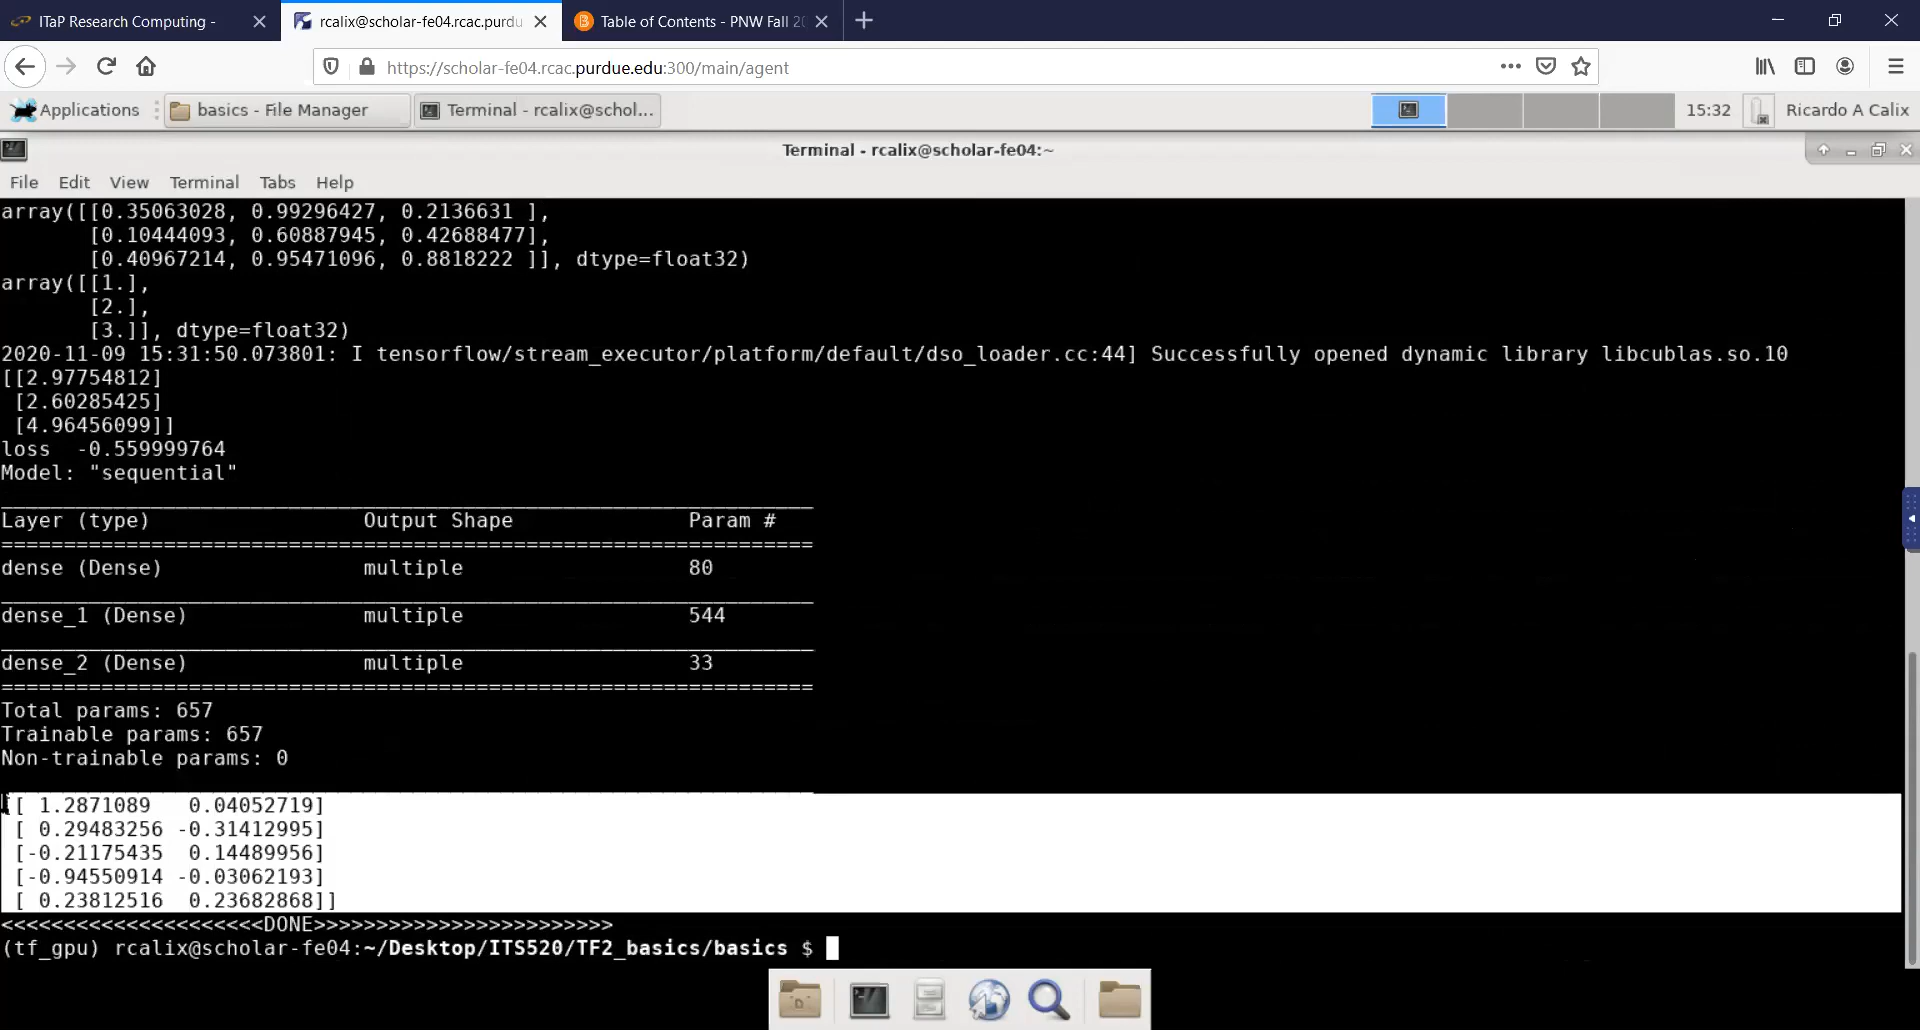 ITaP Research Computing -
rcalix@scholar-fe04.rcac.purdu
Table of Contents - PNW Fall 20
https://scholar-fe04.rcac.purdue.edu:300/main/agent
Applications
basics - File Manager
Terminal - rcalix@schol...
15:32
Ricardo A Calix
Terminal - rcalix@scholar-fe04:~
File Edit View Terminal Tabs Help
array([[0.35063028, 0.99296427, 0.2136631 ],
[0.10444093, 0.60887945, 0.42688477],
[0.40967214, 0.95471096, 0.8818222 ]], dtype=float32)
array([[1.],
[2.],
[3.]], dtype=float32)
2020-11-09 15:31:50.073801: I tensorflow/stream_executor/platform/default/dso_loader.cc:44] Successfully opened dynamic library libcublas.so.10
[[2.97754812]
[2.60285425]
[4.96456099]]
loss  -0.559999764
Model: "sequential"
_________________________________________________________________
Layer (type)                 Output Shape              Param #
=================================================================
dense (Dense)                multiple                  80
_________________________________________________________________
dense_1 (Dense)              multiple                  544
_________________________________________________________________
dense_2 (Dense)              multiple                  33
=================================================================
Total params: 657
Trainable params: 657
Non-trainable params: 0
_________________________________________________________________
[[ 1.2871089   0.04052719]
[ 0.29483256 -0.31412995]
[-0.21175435  0.14489956]
[-0.94550914 -0.03062193]
[ 0.23812516  0.23682868]]
<<<<<<<<<<<<<<<<<<<<<DONE>>>>>>>>>>>>>>>>>>>>>>>>
(tf_gpu) rcalix@scholar-fe04:~/Desktop/ITS520/TF2_basics/basics $